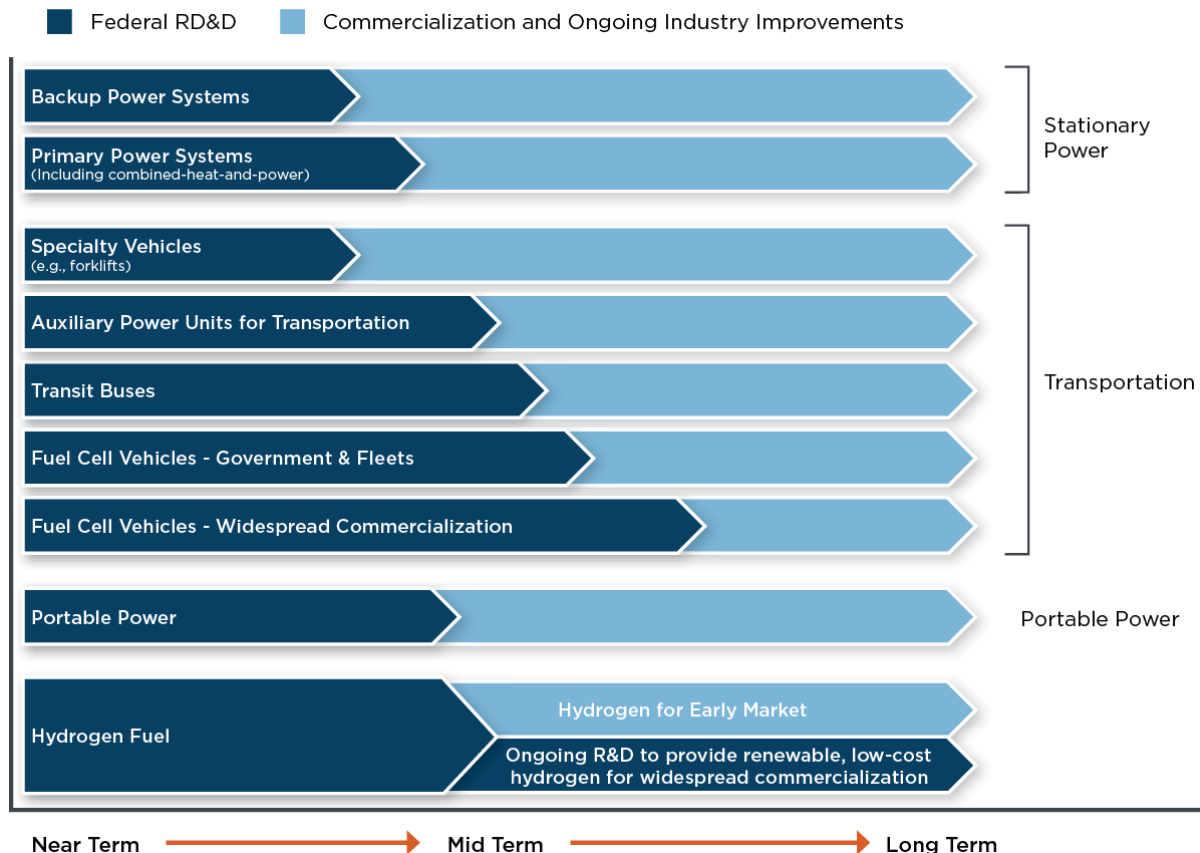 Federal RD&D
Commercialization and Ongoing Industry Improvements
Backup Power Systems
Primary Power Systems
(Including combined-heat-and-power)
Stationary
Power
Specialty Vehicles
(e.g., forklifts)
Auxiliary Power Units for Transportation
Transit Buses
Fuel Cell Vehicles - Government & Fleets
Fuel Cell Vehicles - Widespread Commercialization
Transportation
Portable Power
Portable Power
Hydrogen Fuel
Hydrogen for Early Market
Ongoing R&D to provide renewable, low-cost
hydrogen for widespread commercialization
Near Term
Mid Term
Long Term